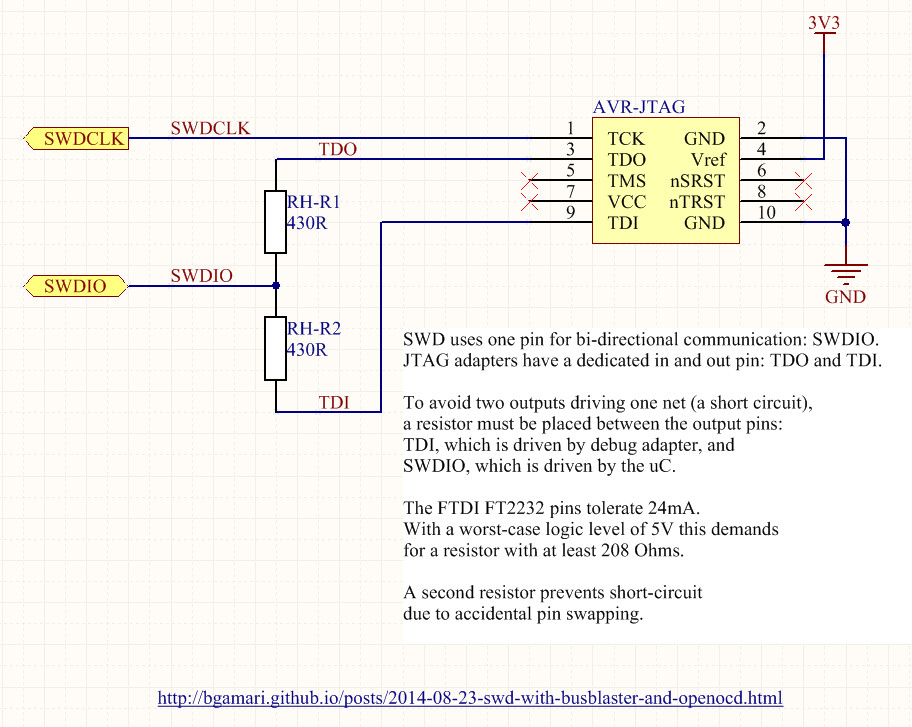 3V3
AVR-JTAG
SWDCLK
SWDCLK
1
TCK
GND
2
TDO
3
TDO
Vref
4
5
TMS
nSRST
6
7
VCC
nTRST
8
9
TDI
GND
10
RH-R1
430R
SWDIO
SWDIO
GND
RH-R2
430R
TDI
SWD uses one pin for bi-directional communication: SWDIO.
JTAG adapters have a dedicated in and out pin: TDO and TDI.
To avoid two outputs driving one net (a short circuit),
a resistor must be placed between the output pins:
TDI, which is driven by debug adapter, and
SWDIO, which is driven by the uC.
The FTDI FT2232 pins tolerate 24mA.
With a worst-case logic level of 5V this demands
for a resistor with at least 208 Ohms.
A second resistor prevents short-circuit
due to accidental pin swapping.
http://bgamari.github.io/posts/2014-08-23-swd-with-busblaster-and-openocd.html